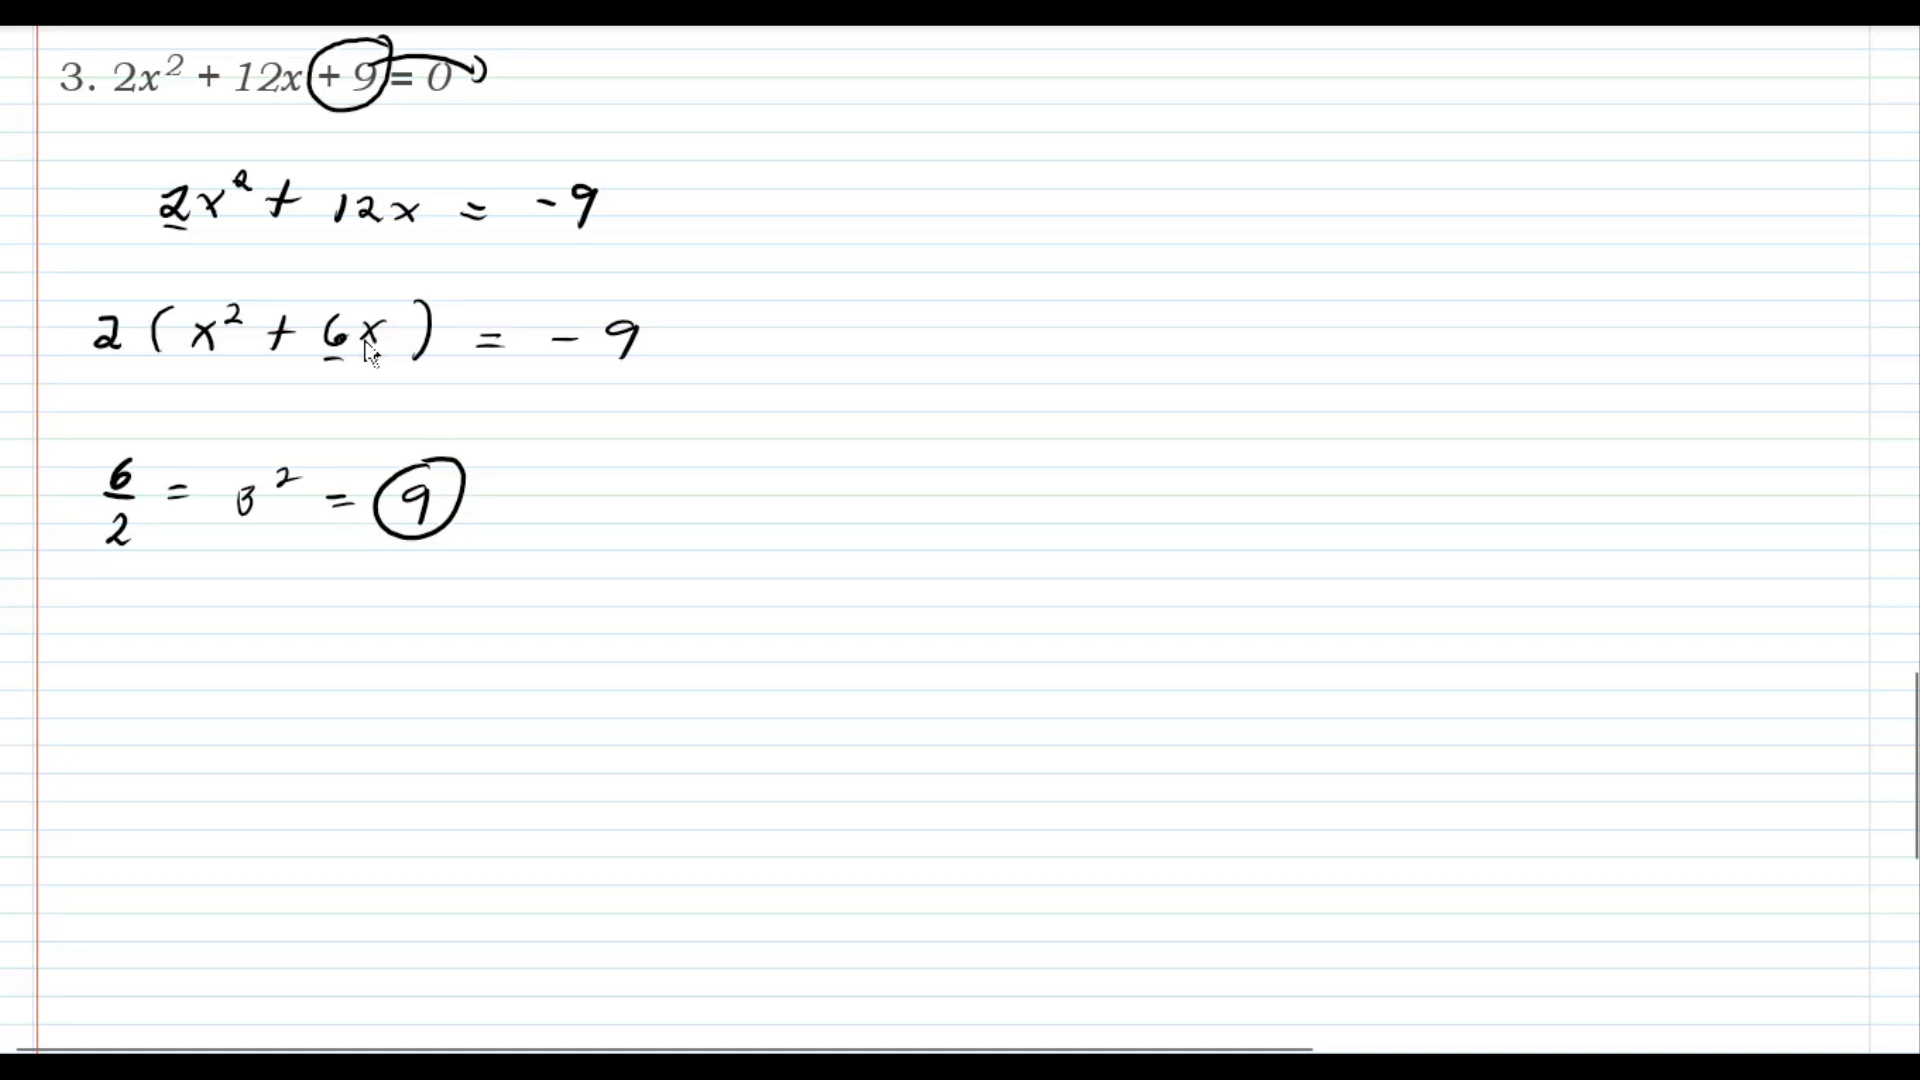 3. 2x² + 12x + 9 = 0
2x² + 12x = -9
2 ( x² + 6x ) = - 9
6/2 = 3² = 9